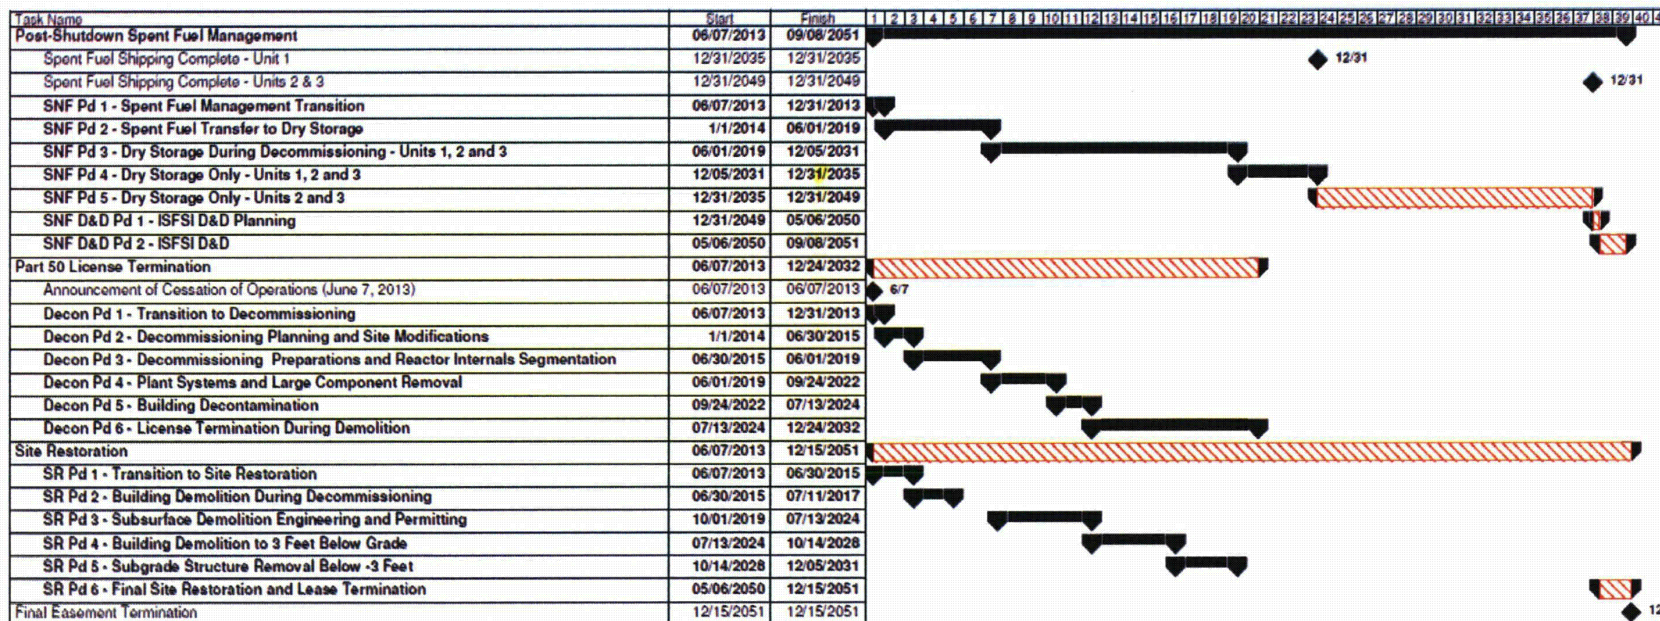 Task Name Start Finish 1 2 3 4 5 6 7 8 9 10 11 12 13 14 15 16 17 18 19 20 21 22 23 24 25 26 27 28 29 30 31 32 33 34 35 36 37 38 39 40 4
Post-Shutdown Spent Fuel Management 06/07/2013 09/08/2051
Spent Fuel Shipping Complete - Unit 1 12/31/2035 12/31/2035 12/31
Spent Fuel Shipping Complete - Units 2 & 3 12/31/2049 12/31/2049 12/31
SNF Pd 1 - Spent Fuel Management Transition 06/07/2013 12/31/2013
SNF Pd 2 - Spent Fuel Transfer to Dry Storage 1/1/2014 06/01/2019
SNF Pd 3 - Dry Storage During Decommissioning - Units 1, 2 and 3 06/01/2019 12/05/2031
SNF Pd 4 - Dry Storage Only - Units 1, 2 and 3 12/05/2031 12/31/2035
SNF Pd 5 - Dry Storage Only - Units 2 and 3 12/31/2035 12/31/2049
SNF D&D Pd 1 - ISFSI D&D Planning 12/31/2049 05/06/2050
SNF D&D Pd 2 - ISFSI D&D 05/06/2050 09/08/2051
Part 50 License Termination 06/07/2013 12/24/2032
Announcement of Cessation of Operations (June 7, 2013) 06/07/2013 06/07/2013 6/7
Decon Pd 1 - Transition to Decommissioning 06/07/2013 12/31/2013
Decon Pd 2 - Decommissioning Planning and Site Modifications 1/1/2014 06/30/2015
Decon Pd 3 - Decommissioning Preparations and Reactor Internals Segmentation 06/30/2015 06/01/2019
Decon Pd 4 - Plant Systems and Large Component Removal 06/01/2019 09/24/2022
Decon Pd 5 - Building Decontamination 09/24/2022 07/13/2024
Decon Pd 6 - License Termination During Demolition 07/13/2024 12/24/2032
Site Restoration 06/07/2013 12/15/2051
SR Pd 1 - Transition to Site Restoration 06/07/2013 06/30/2015
SR Pd 2 - Building Demolition During Decommissioning 06/30/2015 07/11/2017
SR Pd 3 - Subsurface Demolition Engineering and Permitting 10/01/2019 07/13/2024
SR Pd 4 - Building Demolition to 3 Feet Below Grade 07/13/2024 10/14/2028
SR Pd 5 - Subgrade Structure Removal Below -3 Feet 10/14/2028 12/05/2031
SR Pd 6 - Final Site Restoration and Lease Termination 05/06/2050 12/15/2051
Final Easement Termination 12/15/2051 12/15/2051 12